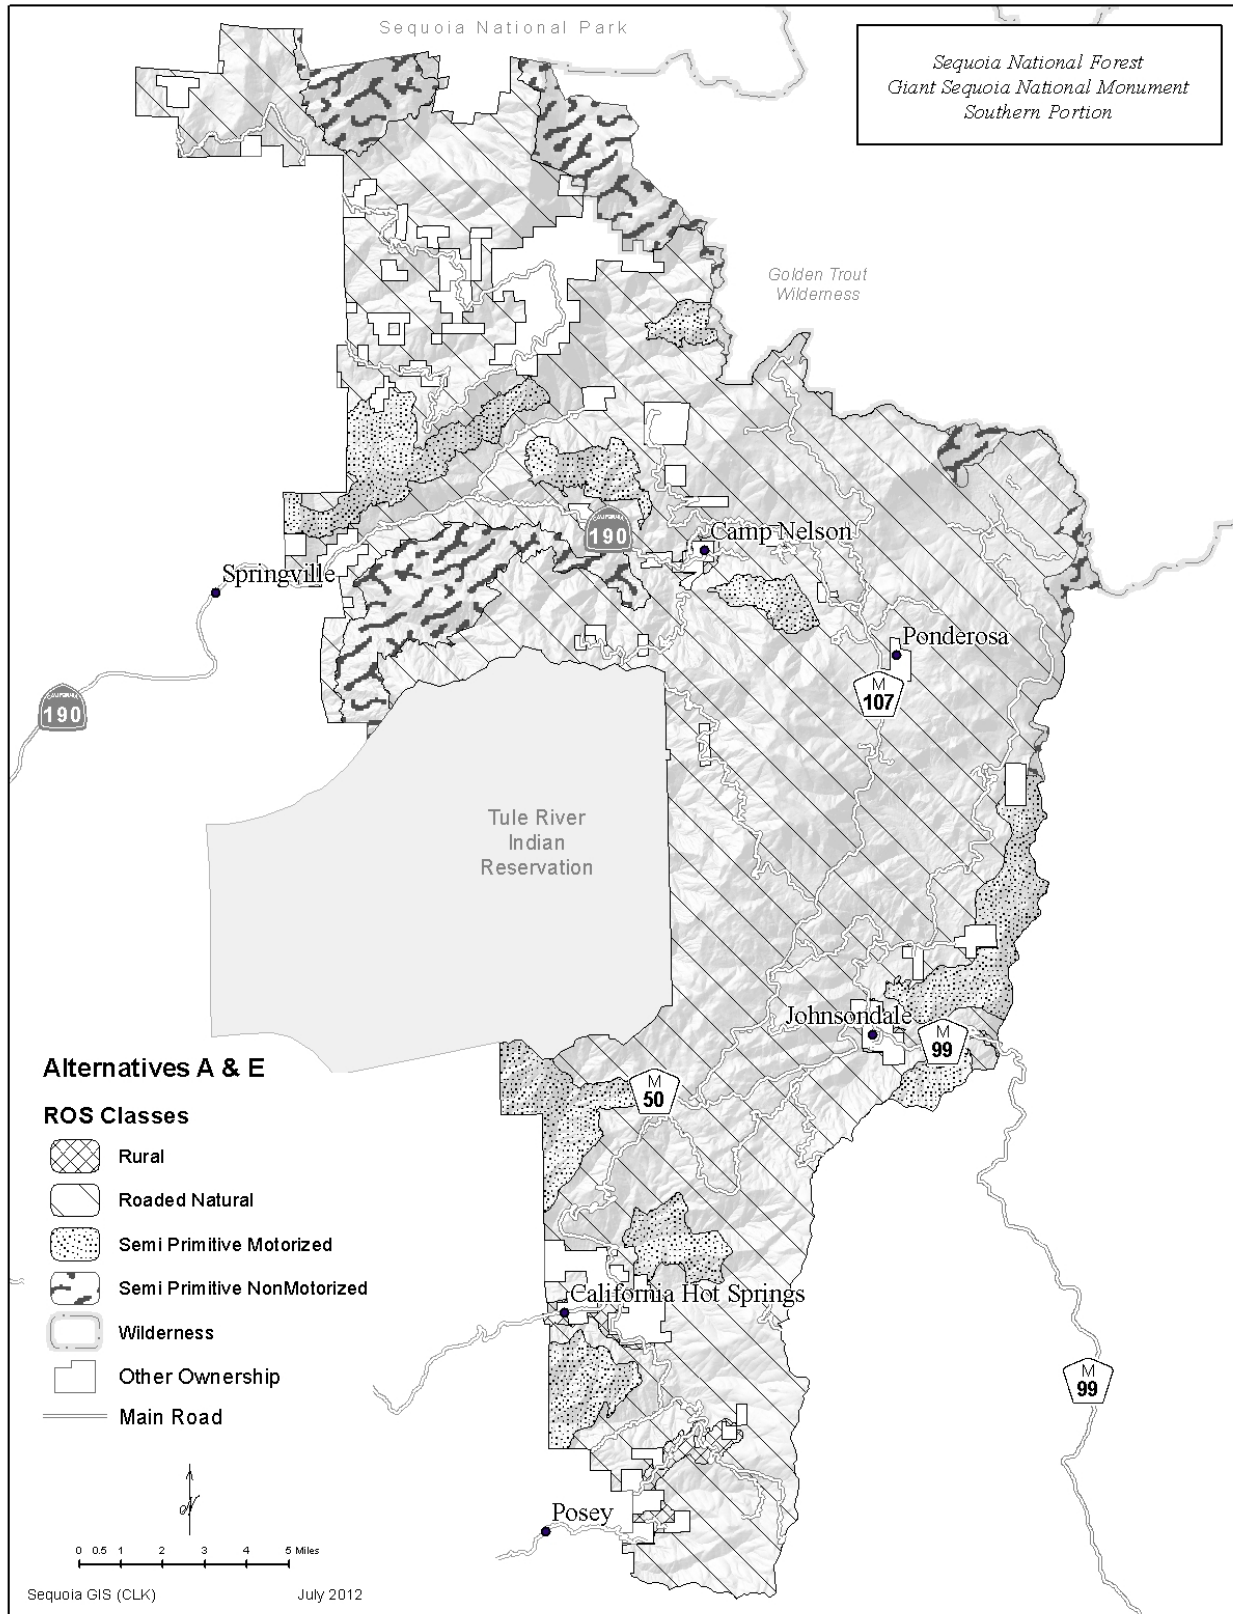 Sequoia National Park
Sequoia National Forest
Giant Sequoia National Monument
Southern Portion
Golden Trout
Wilderness
CALIFORNIA
190
Camp Nelson
Springville
Ponderosa
M
107
CALIFORNIA
190
Tule River
Indian
Reservation
Johnsondale
M
99
M
50
Alternatives A & E
ROS Classes
Rural
Roaded Natural
Semi Primitive Motorized
Semi Primitive NonMotorized
Wilderness
Other Ownership
Main Road
California Hot Springs
M
99
Posey
N
0 0.5 1 2 3 4 5 Miles
Sequoia GIS (CLK) July 2012